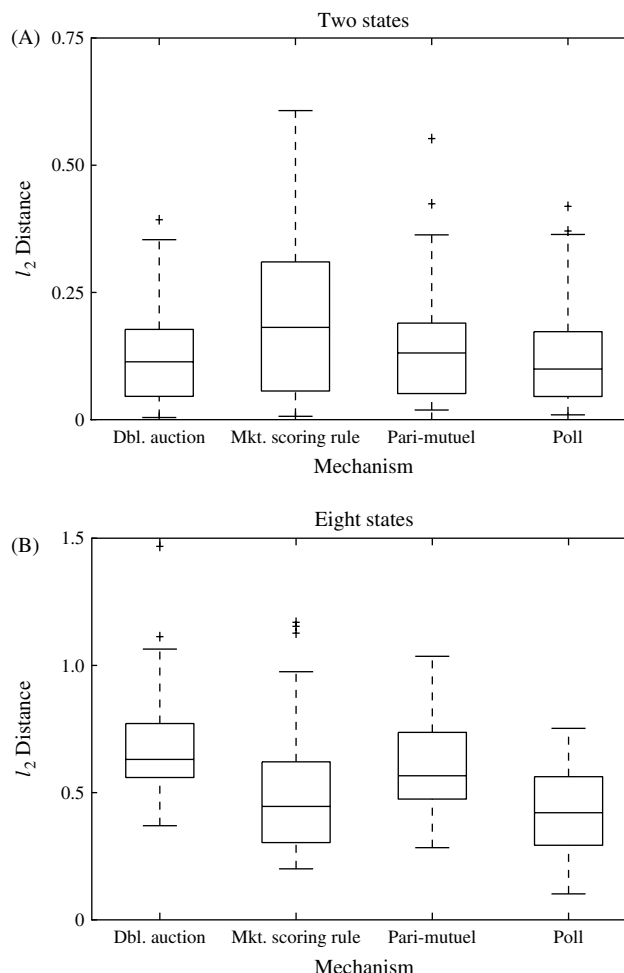 Two states
(A)
0.75
0.50
0.25
0
l2 Distance
Dbl. auction Mkt. scoring rule Pari-mutuel Poll
Mechanism
Eight states
(B)
1.5
1.0
0.5
0
l2 Distance
Dbl. auction Mkt. scoring rule Pari-mutuel Poll
Mechanism